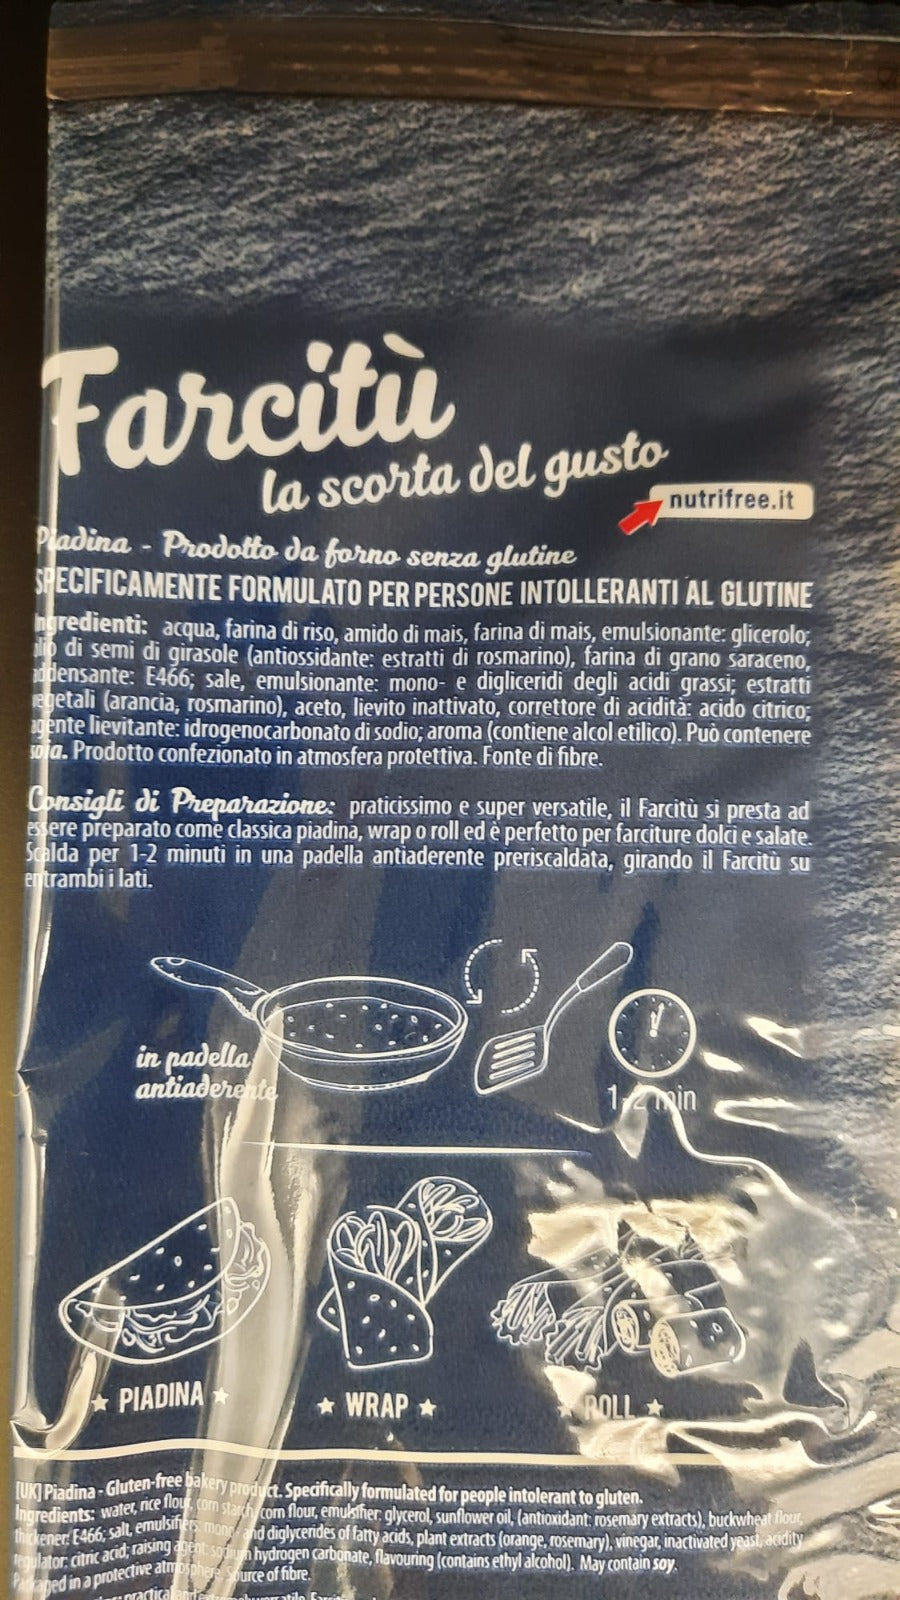 Farcitù
la scorta del gusto
nutrifree.it
Piadina - Prodotto da forno senza glutine
SPECIFICAMENTE FORMULATO PER PERSONE INTOLLERANTI AL GLUTINE
Ingredienti: acqua, farina di riso, amido di mais, farina di mais, emulsionante: glicerolo;
olio di semi di girasole (antiossidante: estratti di rosmarino), farina di grano saraceno,
addensante: E466; sale, emulsionante: mono- e digliceridi degli acidi grassi; estratti
vegetali (arancia, rosmarino), aceto, lievito inattivato, correttore di acidità: acido citrico;
agente lievitante: idrogenocarbonato di sodio; aroma (contiene alcol etilico). Può contenere
soia. Prodotto confezionato in atmosfera protettiva. Fonte di fibre.
Consigli di Preparazione: praticissimo e super versatile, il Farcitù si presta ad
essere preparato come classica piadina, wrap o roll ed è perfetto per farciture dolci e salate.
Scalda per 1-2 minuti in una padella antiaderente preriscaldata, girando il Farcitù su
entrambi i lati.
in padella
antiaderente
1-2 min
PIADINA
WRAP
ROLL
[UK] Piadina - Gluten-free bakery product. Specifically formulated for people intolerant to gluten.
Ingredients: water, rice flour, corn starch, corn flour, emulsifier: glycerol, sunflower oil, (antioxidant: rosemary extracts), buckwheat flour,
thickener: E466; salt, emulsifiers: mono- and diglycerides of fatty acids, plant extracts (orange, rosemary), vinegar, inactivated yeast, acidity
regulator: citric acid; raising agent: sodium hydrogen carbonate, flavouring (contains ethyl alcohol). May contain soy.
Packaged in a protective atmosphere. Source of fibre.
practical and